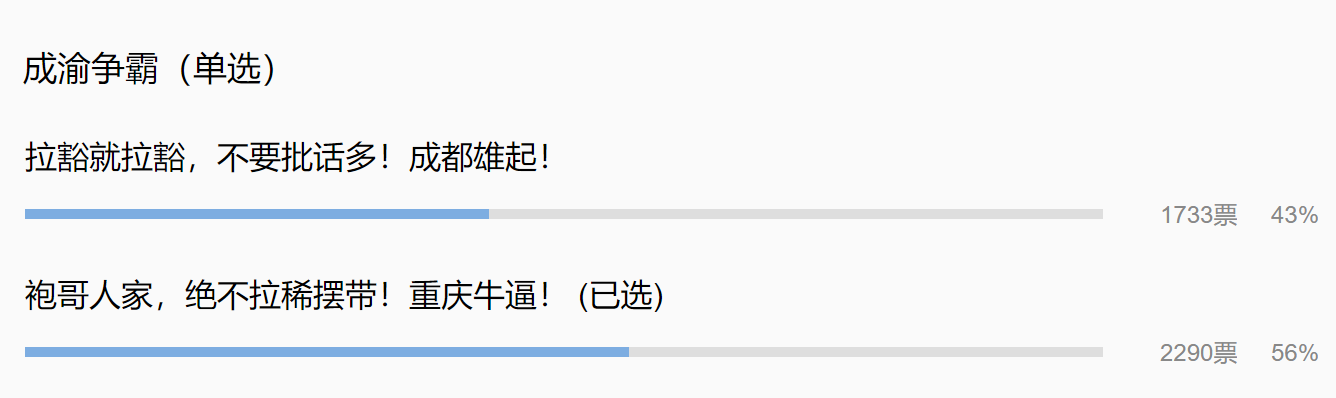 成渝争霸（单选）
拉豁就拉豁，不要批话多！成都雄起！
1733票 43%
袍哥人家，绝不拉稀摆带！重庆牛逼！ (已选)
2290票 56%